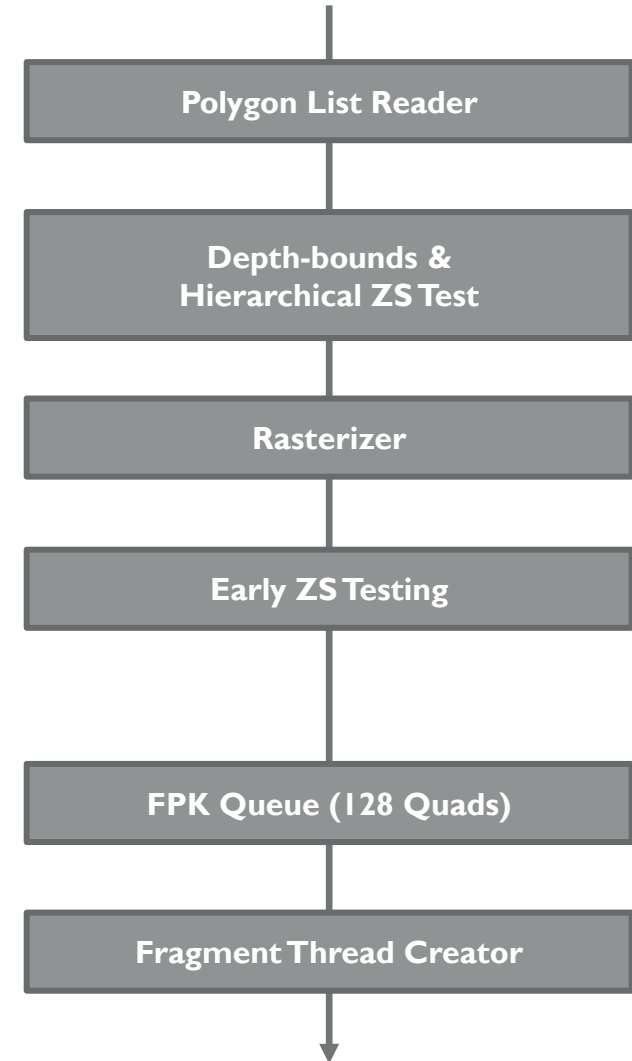 Polygon List Reader
Depth-bounds &
Hierarchical ZS Test
Rasterizer
Early ZS Testing
FPK Queue (128 Quads)
Fragment Thread Creator